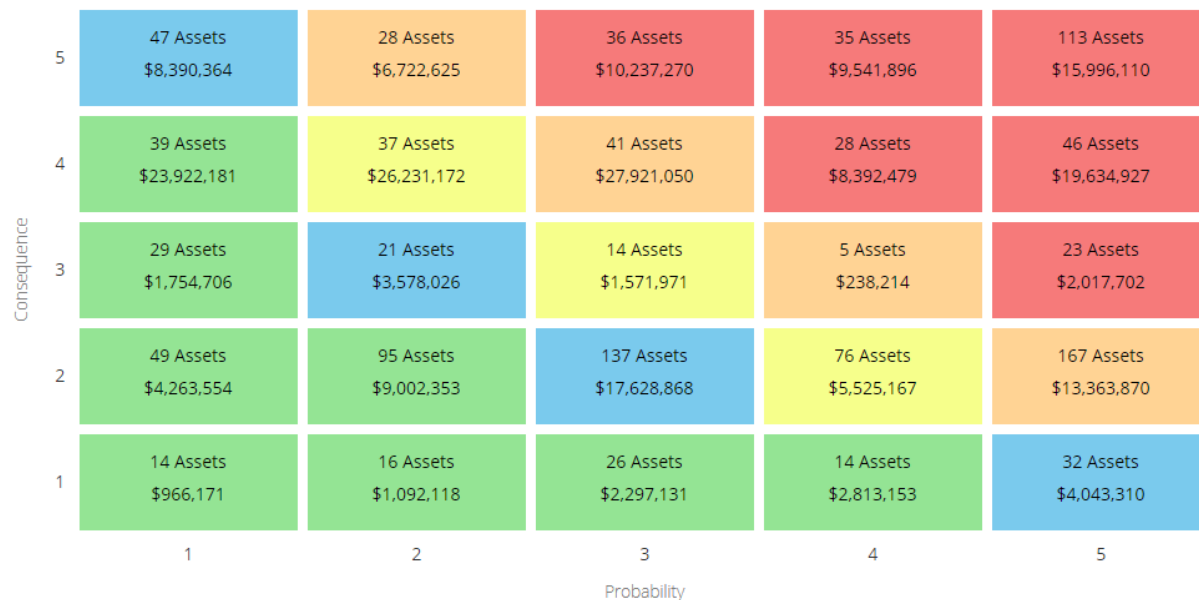 5
47 Assets
$8,390,364
28 Assets
$6,722,625
36 Assets
$10,237,270
35 Assets
$9,541,896
113 Assets
$15,996,110
4
39 Assets
$23,922,181
37 Assets
$26,231,172
41 Assets
$27,921,050
28 Assets
$8,392,479
46 Assets
$19,634,927
Consequence
3
29 Assets
$1,754,706
21 Assets
$3,578,026
14 Assets
$1,571,971
5 Assets
$238,214
23 Assets
$2,017,702
2
49 Assets
$4,263,554
95 Assets
$9,002,353
137 Assets
$17,628,868
76 Assets
$5,525,167
167 Assets
$13,363,870
1
14 Assets
$966,171
16 Assets
$1,092,118
26 Assets
$2,297,131
14 Assets
$2,813,153
32 Assets
$4,043,310
1
2
3
4
5
Probability